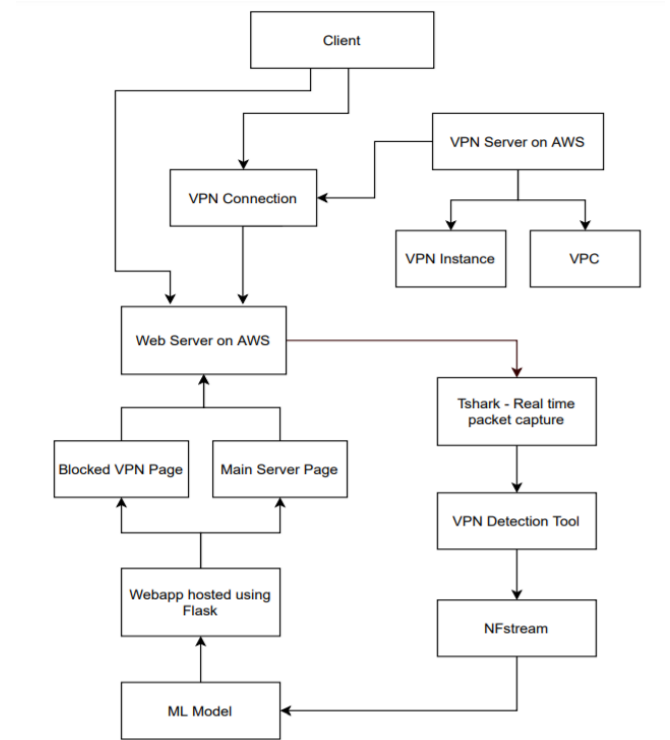 Client
VPN Server on AWS
VPN Connection
VPN Instance
VPC
Web Server on AWS
Tshark - Real time
packet capture
Blocked VPN Page
Main Server Page
VPN Detection Tool
Webapp hosted using
Flask
NFstream
ML Model